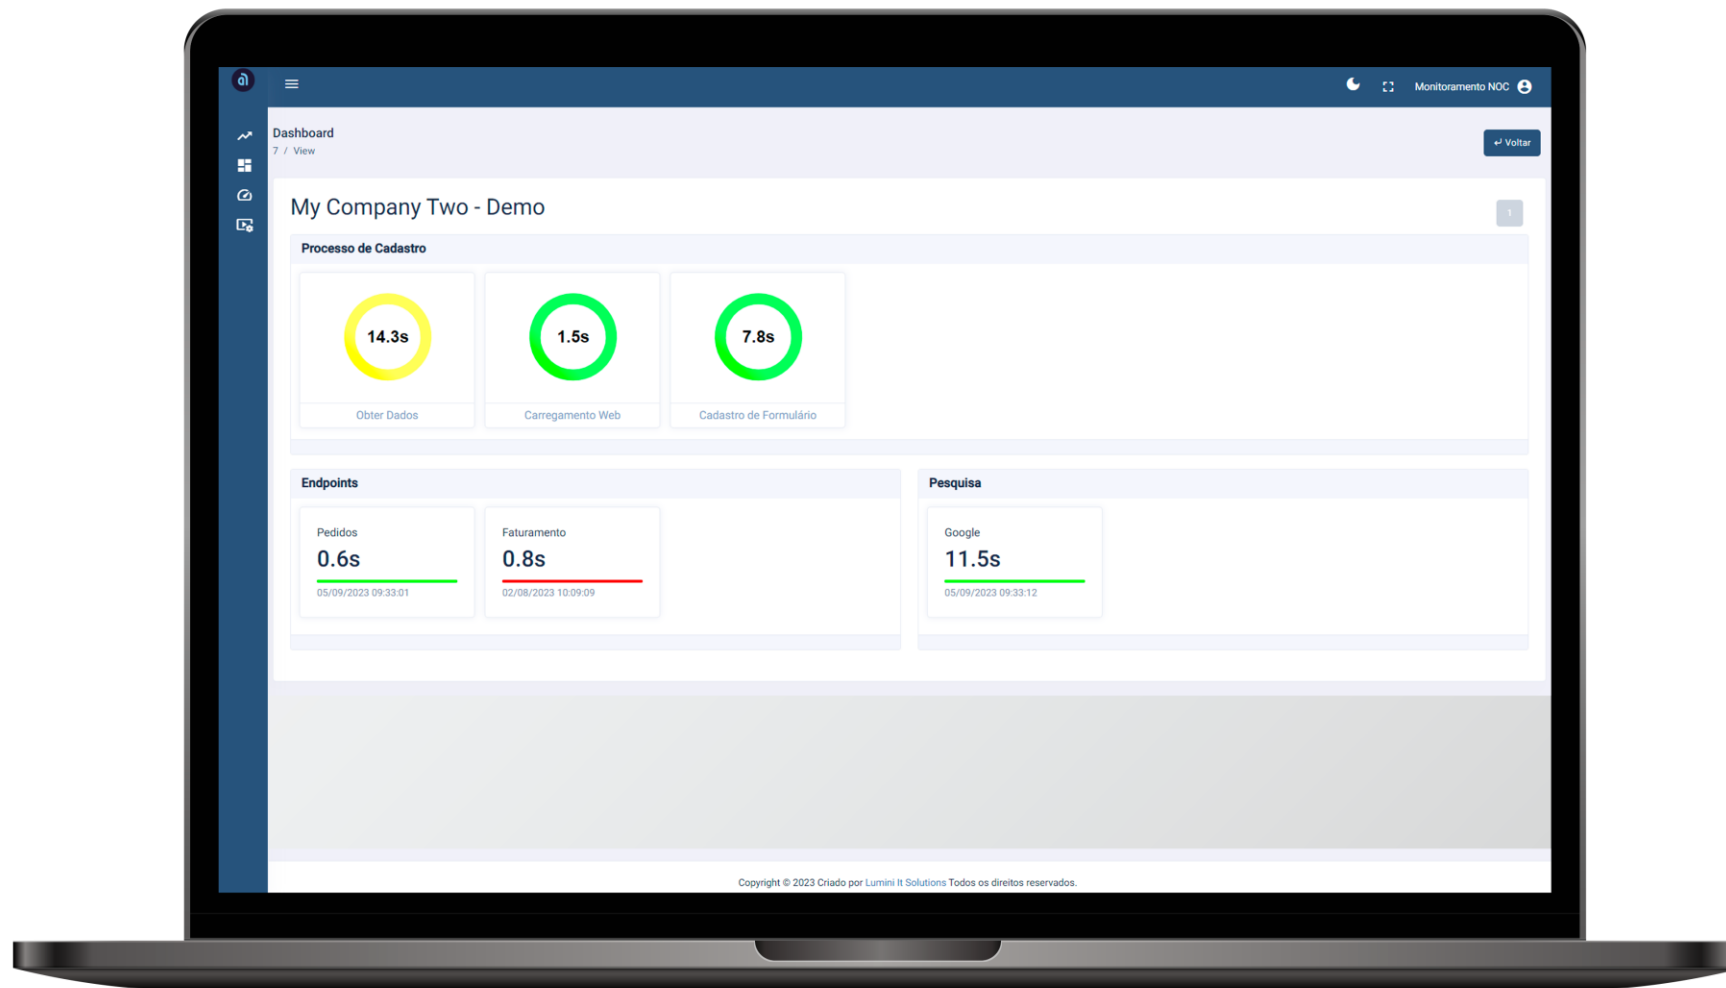 Monitoramento NOC
Dashboard
7 / View
Voltar
My Company Two - Demo
1
Processo de Cadastro
14.3s
1.5s
7.8s
Obter Dados
Carregamento Web
Cadastro de Formulário
Endpoints
Pesquisa
Pedidos
0.6s
05/09/2023 09:33:01
Faturamento
0.8s
02/08/2023 10:09:09
Google
11.5s
05/09/2023 09:33:12
Copyright © 2023 Criado por Lumini It Solutions Todos os direitos reservados.